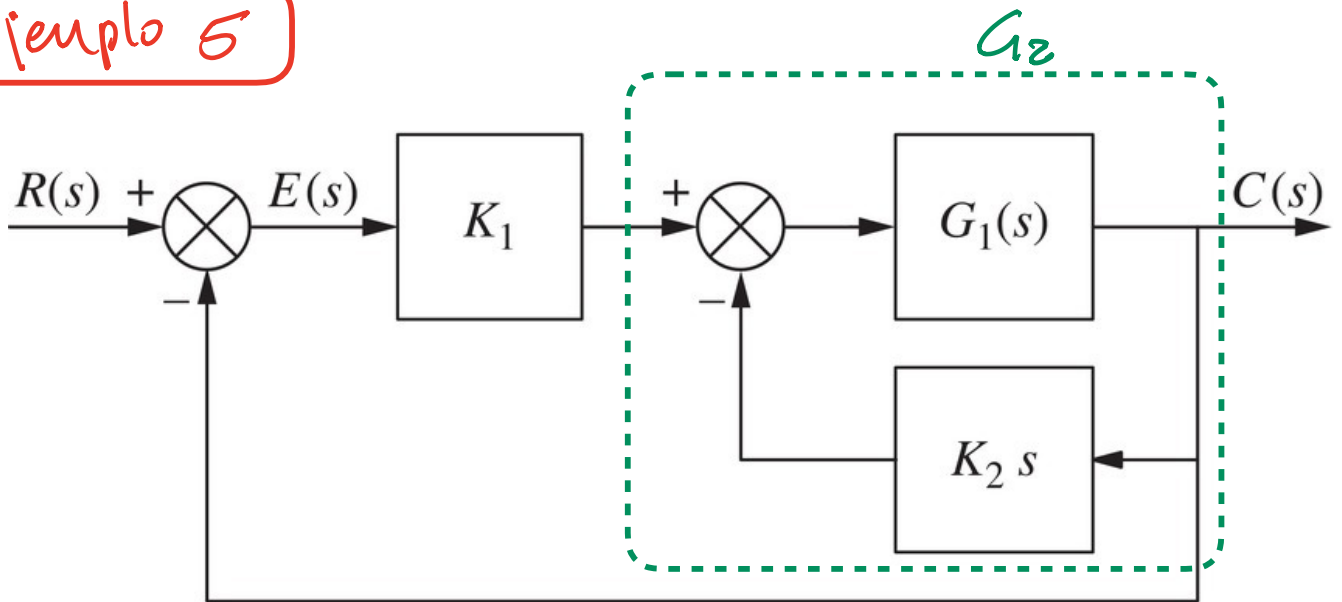 jemplo 5
G2
R(s) +
E(s)
K1
+
G1(s)
C(s)
−
−
K2 s